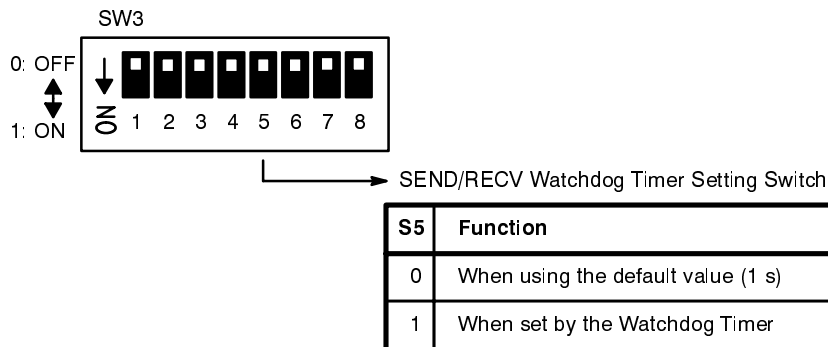 SW3
0: OFF
1: ON
ON
1 2 3 4 5 6 7 8
SEND/RECV Watchdog Timer Setting Switch
S5 Function
0 When using the default value (1 s)
1 When set by the Watchdog Timer